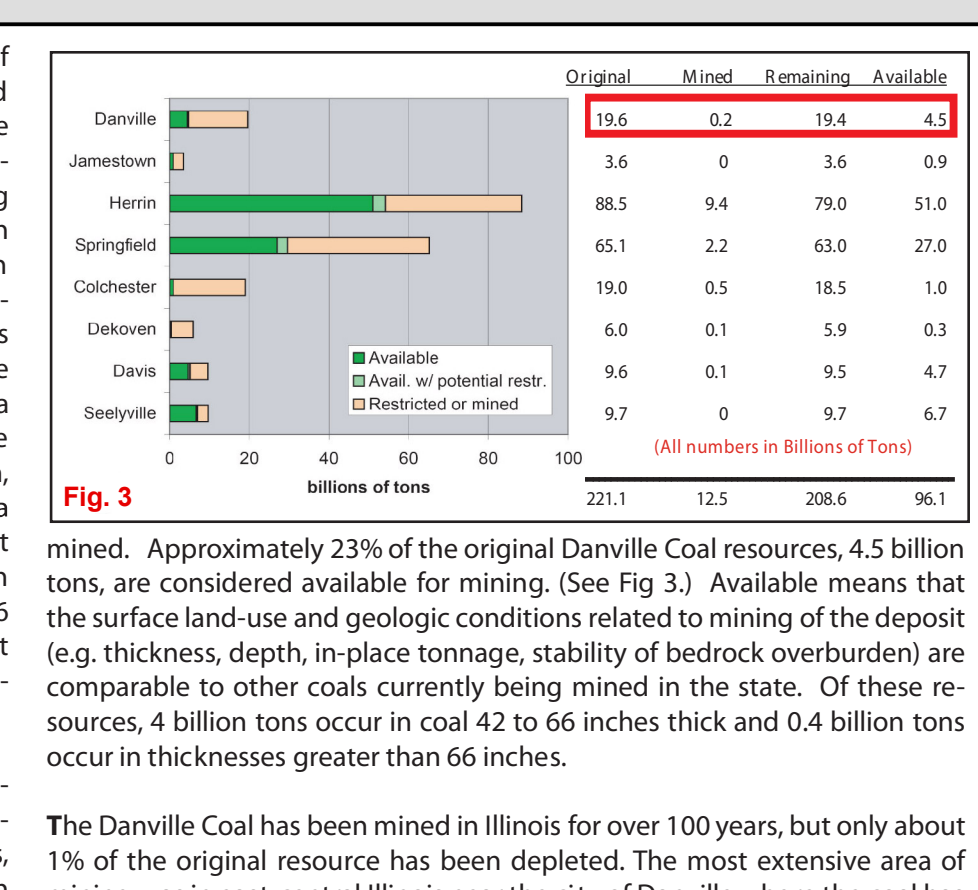 Original Mined Remaining Available
Danville 19.6 0.2 19.4 4.5
Jamestown 3.6 0 3.6 0.9
Herrin 88.5 9.4 79.0 51.0
Springfield 65.1 2.2 63.0 27.0
Colchester 19.0 0.5 18.5 1.0
Dekoven 6.0 0.1 5.9 0.3
Davis 9.6 0.1 9.5 4.7
Seelyville 9.7 0 9.7 6.7
Available
Avail. w/ potential restr.
Restricted or mined
(All numbers in Billions of Tons)
0 20 40 60 80 100
billions of tons
Fig. 3
221.1 12.5 208.6 96.1
mined. Approximately 23% of the original Danville Coal resources, 4.5 billion
tons, are considered available for mining. (See Fig 3.) Available means that
the surface land-use and geologic conditions related to mining of the deposit
(e.g. thickness, depth, in-place tonnage, stability of bedrock overburden) are
comparable to other coals currently being mined in the state. Of these re-
sources, 4 billion tons occur in coal 42 to 66 inches thick and 0.4 billion tons
occur in thicknesses greater than 66 inches.
The Danville Coal has been mined in Illinois for over 100 years, but only about
1% of the original resource has been depleted. The most extensive area of